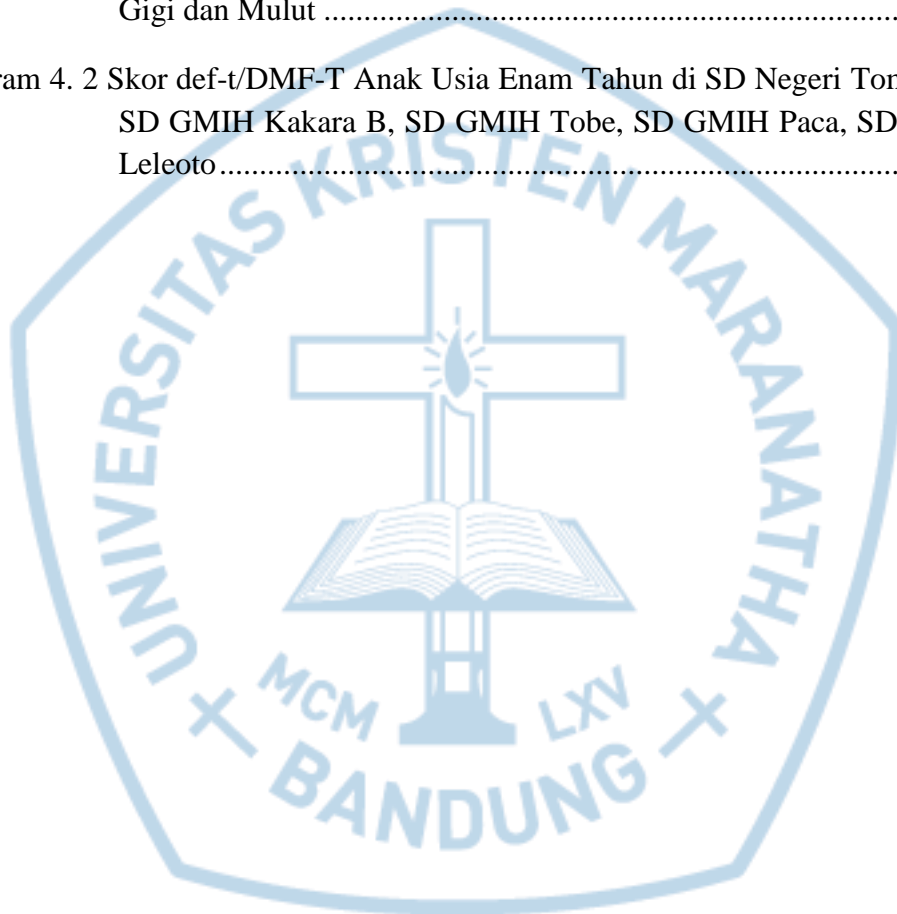 Gigi dan Mulut ........................................................................
ram 4. 2 Skor def-t/DMF-T Anak Usia Enam Tahun di SD Negeri Ton
SD GMIH Kakara B, SD GMIH Tobe, SD GMIH Paca, SD
Leleoto.....................................................................................
UNIVERSITAS KRISTEN MARANATHA
MCM LXV
BANDUNG